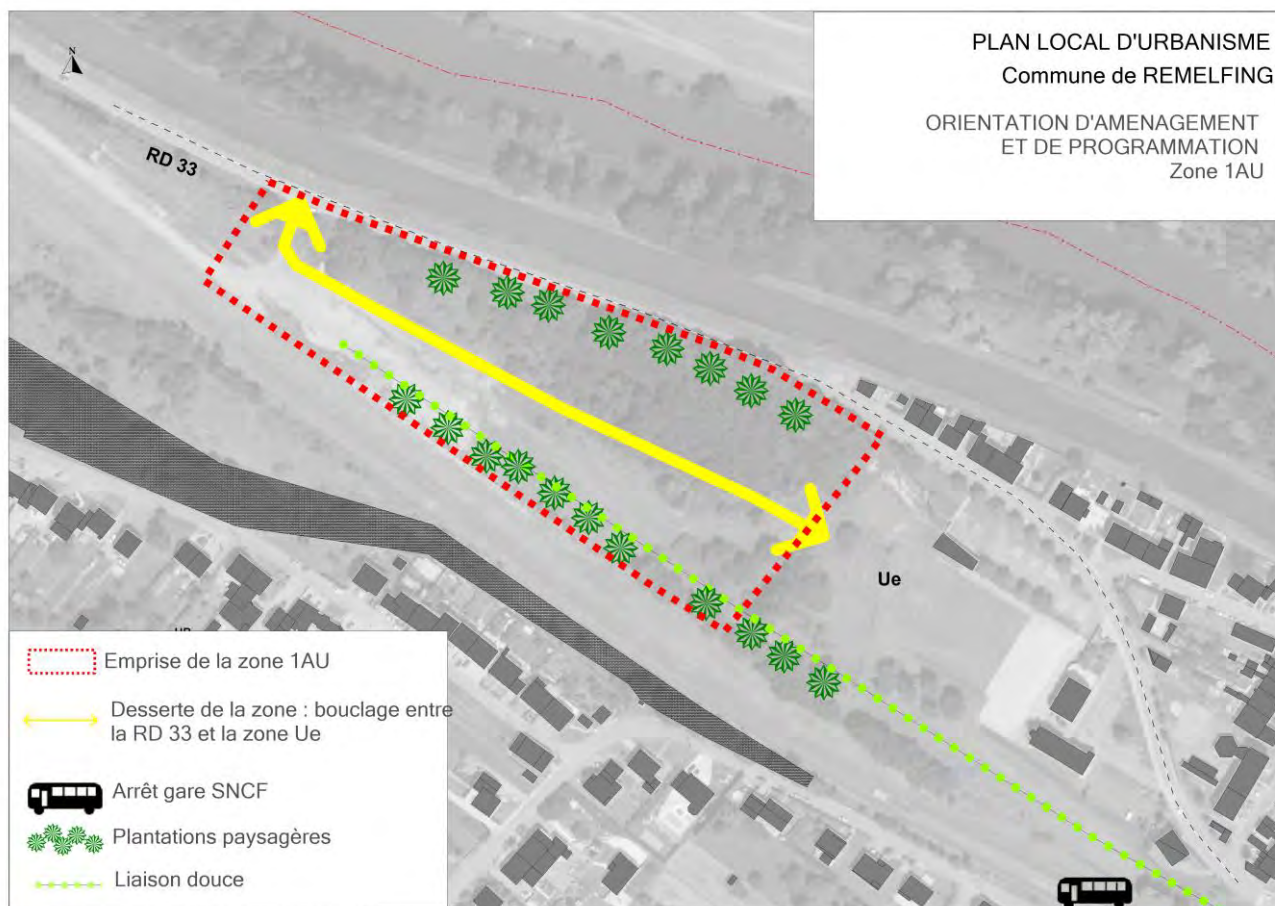 PLAN LOCAL D'URBANISME
Commune de REMELFING
ORIENTATION D'AMENAGEMENT
ET DE PROGRAMMATION
Zone 1AU
N
RD 33
Ue
Emprise de la zone 1AU
Desserte de la zone : bouclage entre
la RD 33 et la zone Ue
Arrêt gare SNCF
Plantations paysagères
Liaison douce